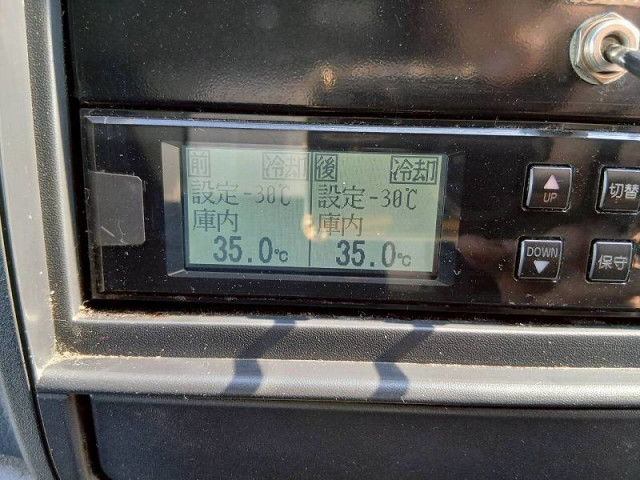 前 冷却 後 冷却
設定-30℃ 設定-30℃
庫内 庫内
35.0℃ 35.0℃
UP 切替
DOWN 保守